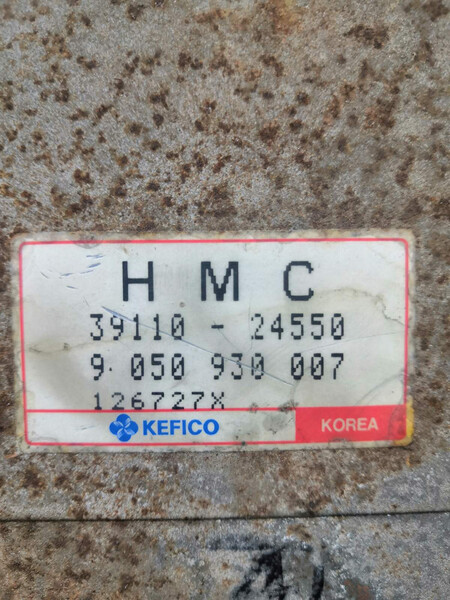 H M C
39110 - 24550
9 050 930 007
126727X
KEFICO KOREA